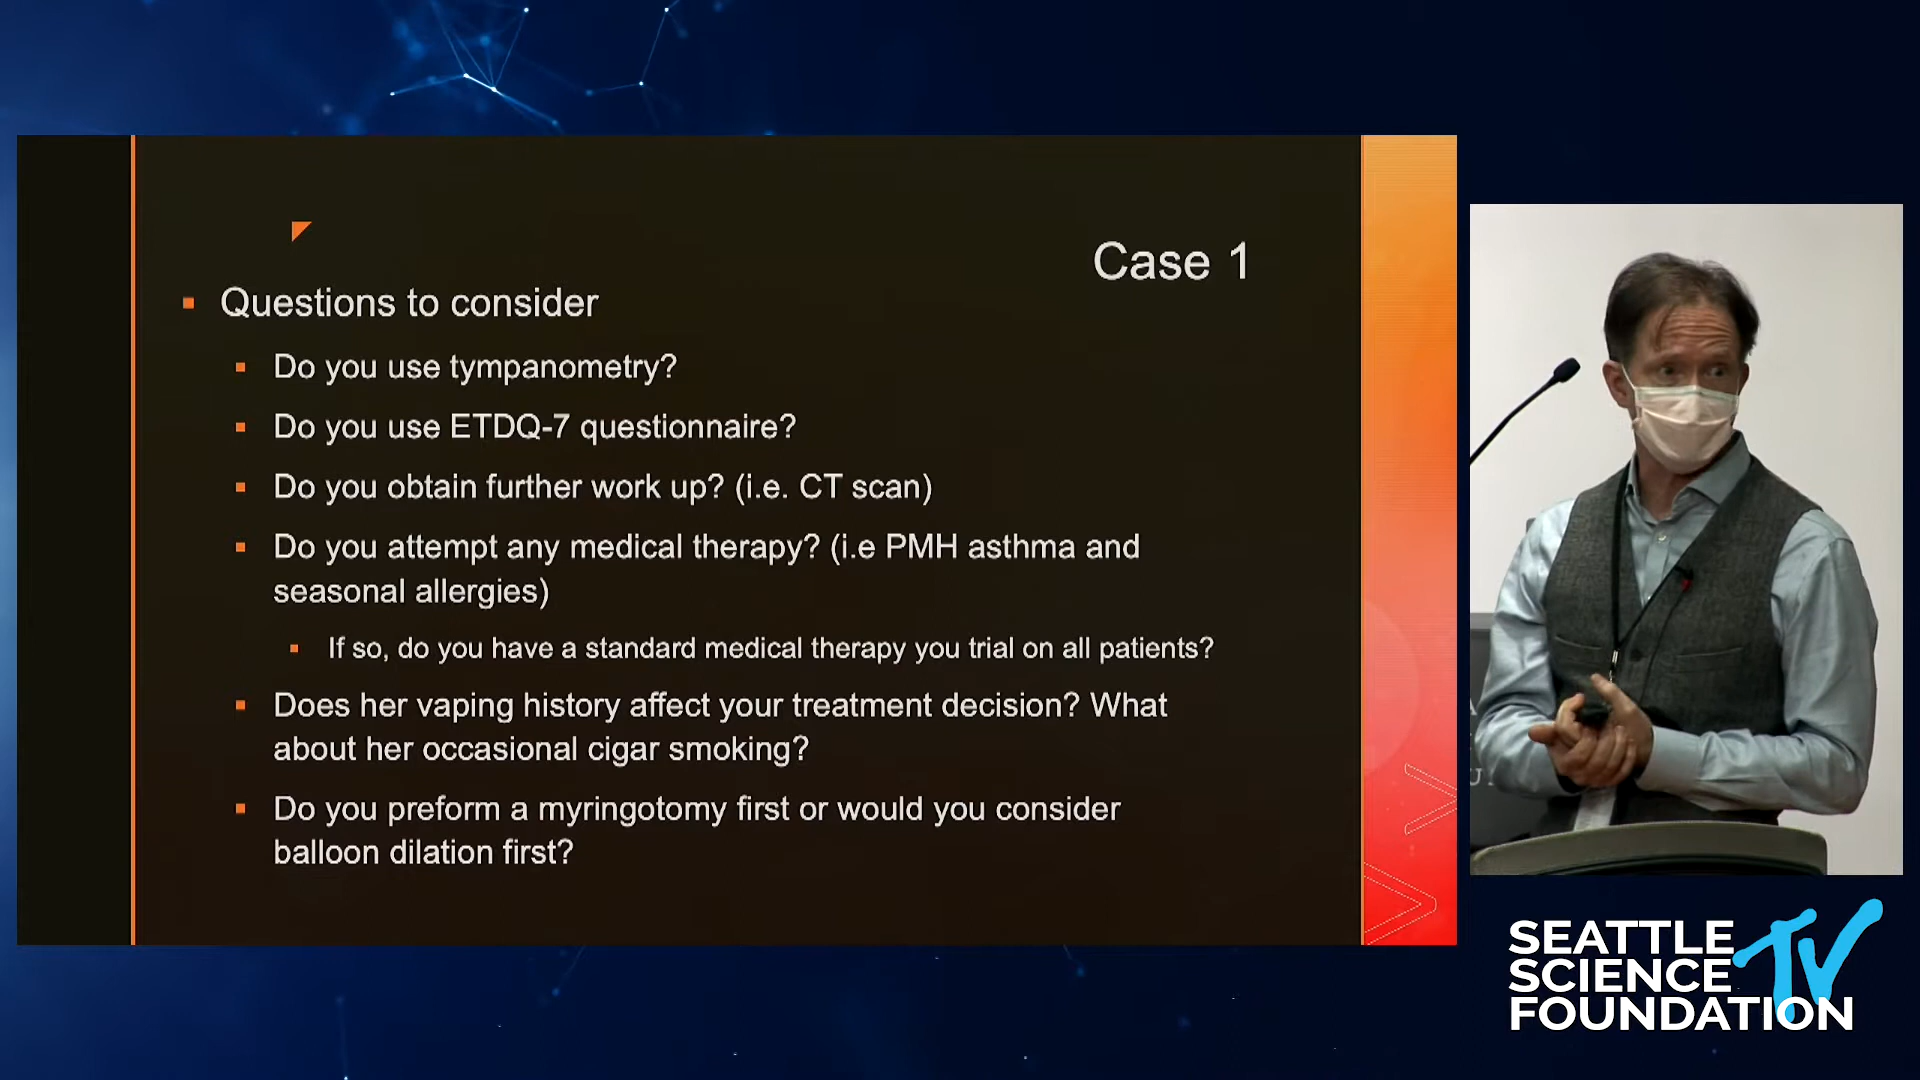 Case 1
Questions to consider
Do you use tympanometry?
Do you use ETDQ-7 questionnaire?
Do you obtain further work up? (i.e. CT scan)
Do you attempt any medical therapy? (i.e PMH asthma and
seasonal allergies)
If so, do you have a standard medical therapy you trial on all patients?
Does her vaping history affect your treatment decision? What
about her occasional cigar smoking?
Do you preform a myringotomy first or would you consider
balloon dilation first?
SEATTLE
SCIENCE TV
FOUNDATION